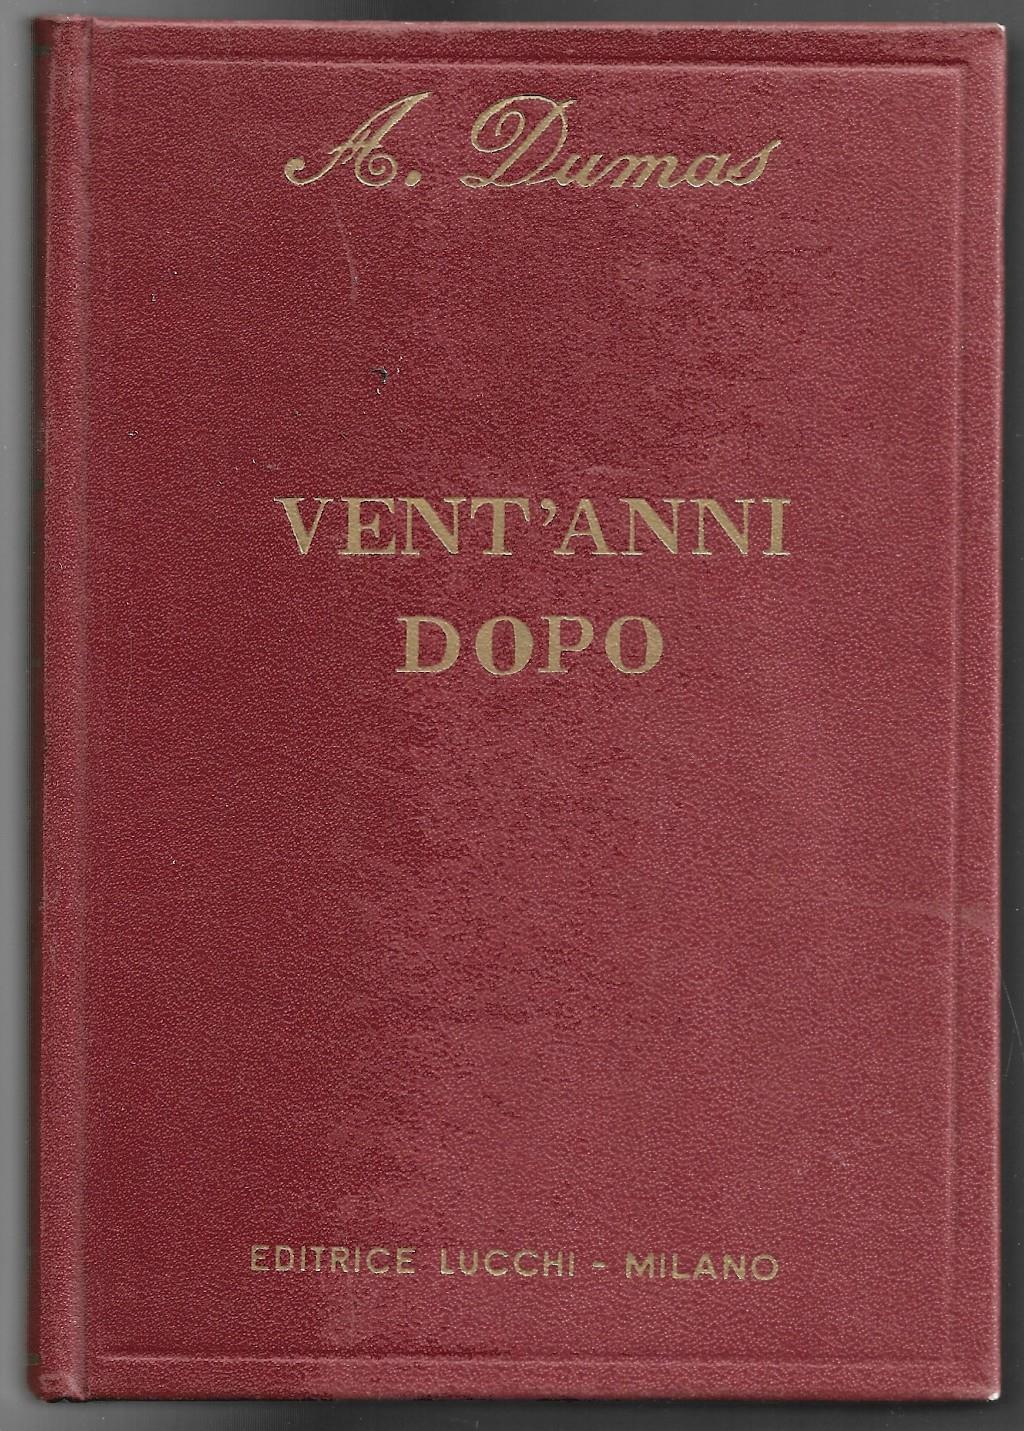 A. Dumas
VENT'ANNI
DOPO
EDITRICE LUCCHI - MILANO